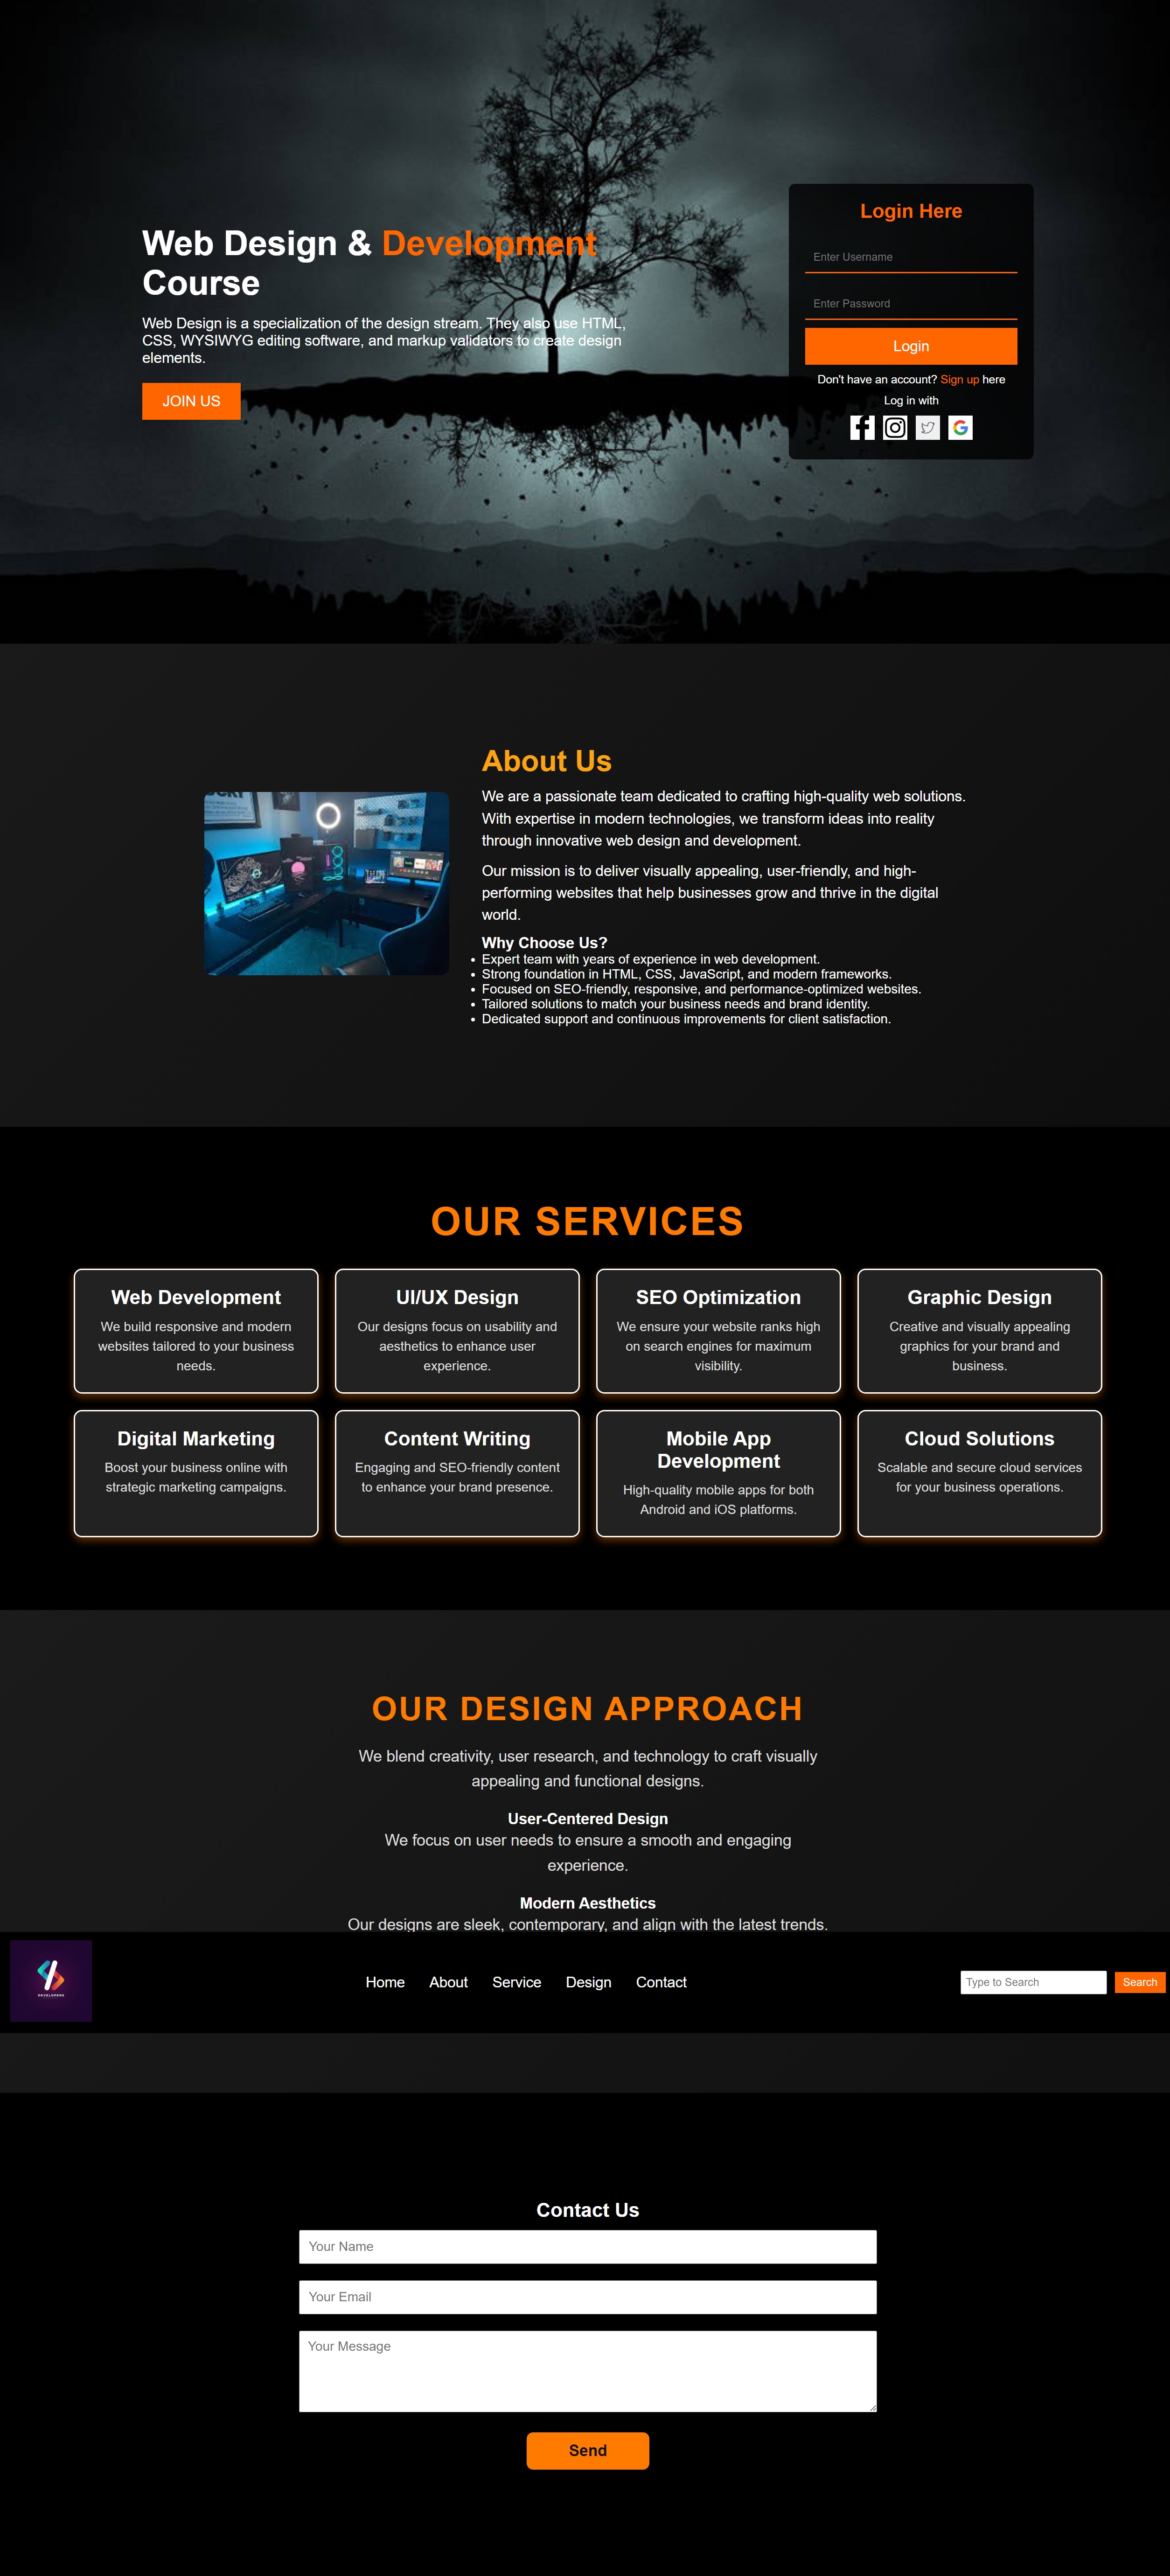 Web Design & Development
Course
Web Design is a specialization of the design stream. They also use HTML,
CSS, WYSIWYG editing software, and markup validators to create design
elements.
JOIN US
Login Here
Enter Username
Enter Password
Login
Don't have an account? Sign up here
Log in with
About Us
We are a passionate team dedicated to crafting high-quality web solutions.
With expertise in modern technologies, we transform ideas into reality
through innovative web design and development.
Our mission is to deliver visually appealing, user-friendly, and high-
performing websites that help businesses grow and thrive in the digital
world.
Why Choose Us?
• Expert team with years of experience in web development.
• Strong foundation in HTML, CSS, JavaScript, and modern frameworks.
• Focused on SEO-friendly, responsive, and performance-optimized websites.
• Tailored solutions to match your business needs and brand identity.
• Dedicated support and continuous improvements for client satisfaction.
OUR SERVICES
Web Development
We build responsive and modern
websites tailored to your business
needs.
UI/UX Design
Our designs focus on usability and
aesthetics to enhance user
experience.
SEO Optimization
We ensure your website ranks high
on search engines for maximum
visibility.
Graphic Design
Creative and visually appealing
graphics for your brand and
business.
Digital Marketing
Boost your business online with
strategic marketing campaigns.
Content Writing
Engaging and SEO-friendly content
to enhance your brand presence.
Mobile App
Development
High-quality mobile apps for both
Android and iOS platforms.
Cloud Solutions
Scalable and secure cloud services
for your business operations.
OUR DESIGN APPROACH
We blend creativity, user research, and technology to craft visually
appealing and functional designs.
User-Centered Design
We focus on user needs to ensure a smooth and engaging
experience.
Modern Aesthetics
Our designs are sleek, contemporary, and align with the latest trends.
DEVELOPERS
Home About Service Design Contact
Type to Search
Search
Contact Us
Your Name
Your Email
Your Message
Send